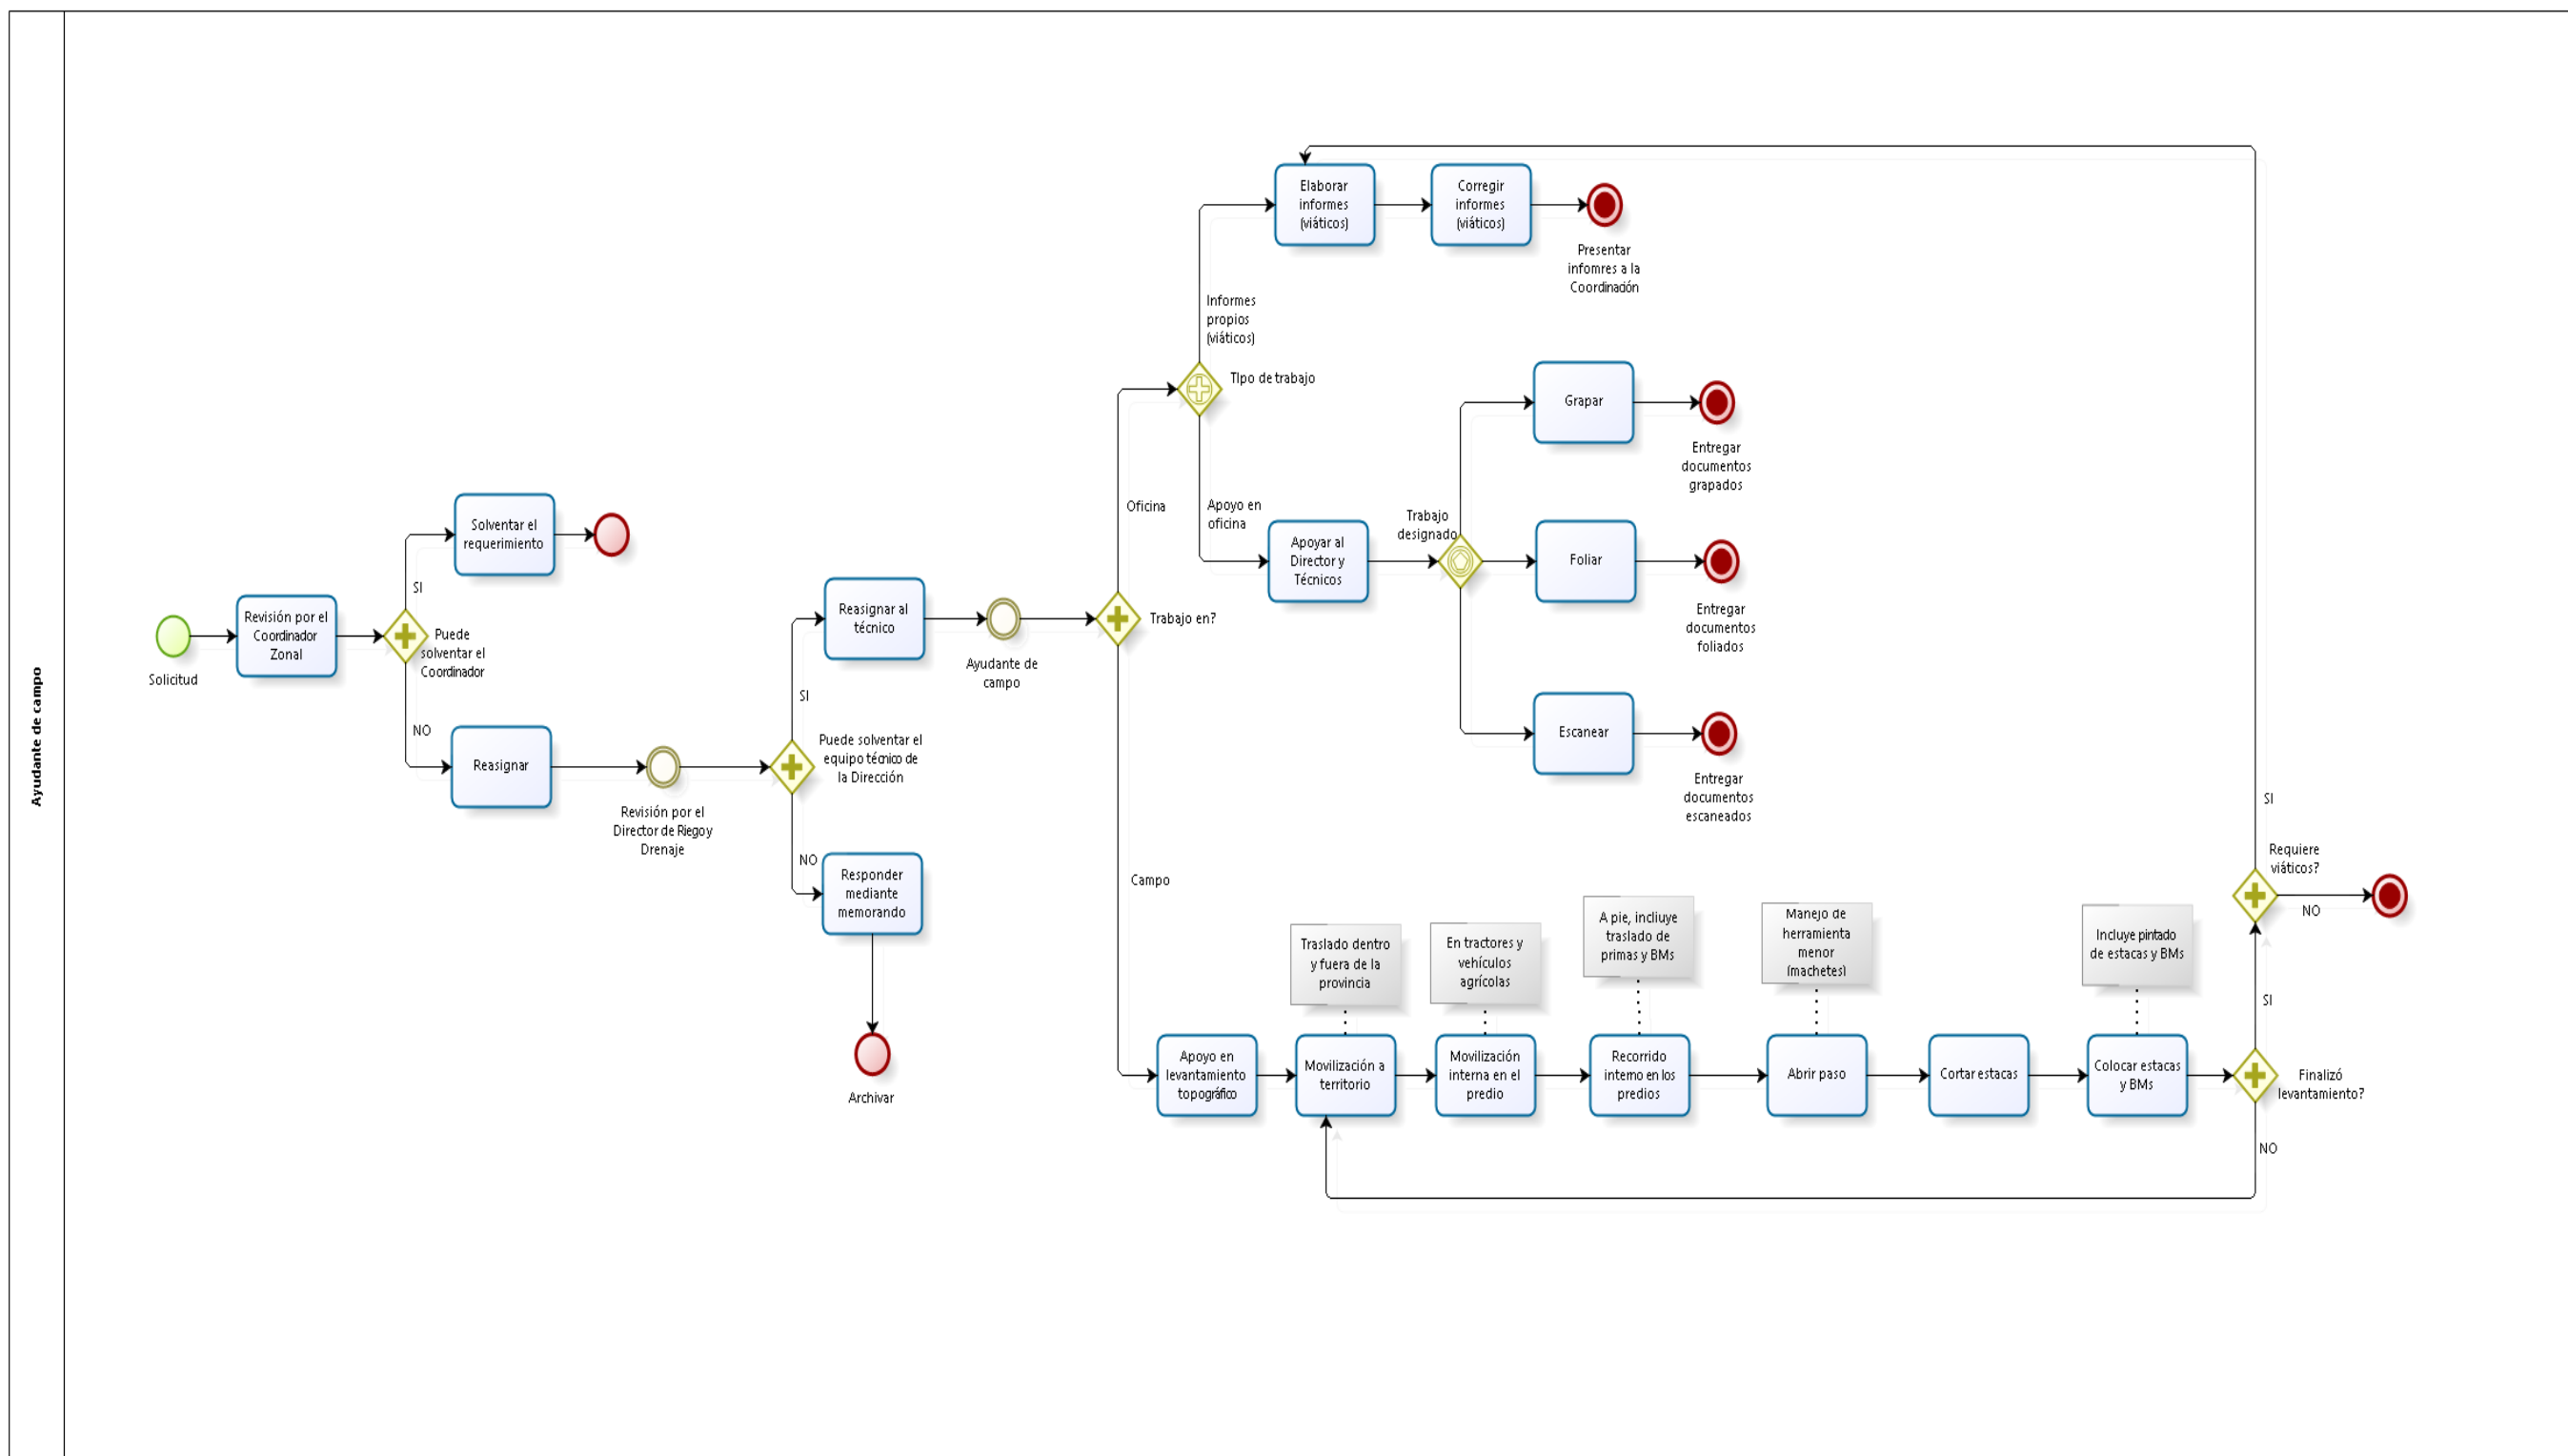 Ayudante de campo
Solicitud
Revisión por el
Coordinador
Zonal
SI
Puede
solventar el
Coordinador
NO
Solventar el
requerimiento
Reasignar
Revisión por el
Director de Riego y
Drenaje
SI
Puede solventar el
equipo técnico de
la Dirección
NO
Reasignar al
técnico
Responder
mediante
memorando
Archivar
Ayudante de
campo
Trabajo en?
Oficina
Campo
Informes
propios
(viáticos)
TIpo de trabajo
Apoyo en
oficina
Elaborar
informes
(viáticos)
Corregir
informes
(viáticos)
Presentar
infomres a la
Coordinación
Apoyar al
Director y
Técnicos
Trabajo
designado
Grapar
Entregar
documentos
grapados
Foliar
Entregar
documentos
foliados
Escanear
Entregar
documentos
escaneados
Traslado dentro
y fuera de la
provincia
En tractores y
vehículos
agrícolas
A pie, incluye
traslado de
primas y BMs
Manejo de
herramienta
menor
(machetes)
Incluye pintado
de estacas y BMs
Apoyo en
levantamiento
topográfico
Movilización a
territorio
Movilización
interna en el
predio
Recorrido
interno en los
predios
Abrir paso
Cortar estacas
Colocar estacas
y BMs
Finalizó
levantamiento?
NO
SI
Requiere
viáticos?
NO
SI